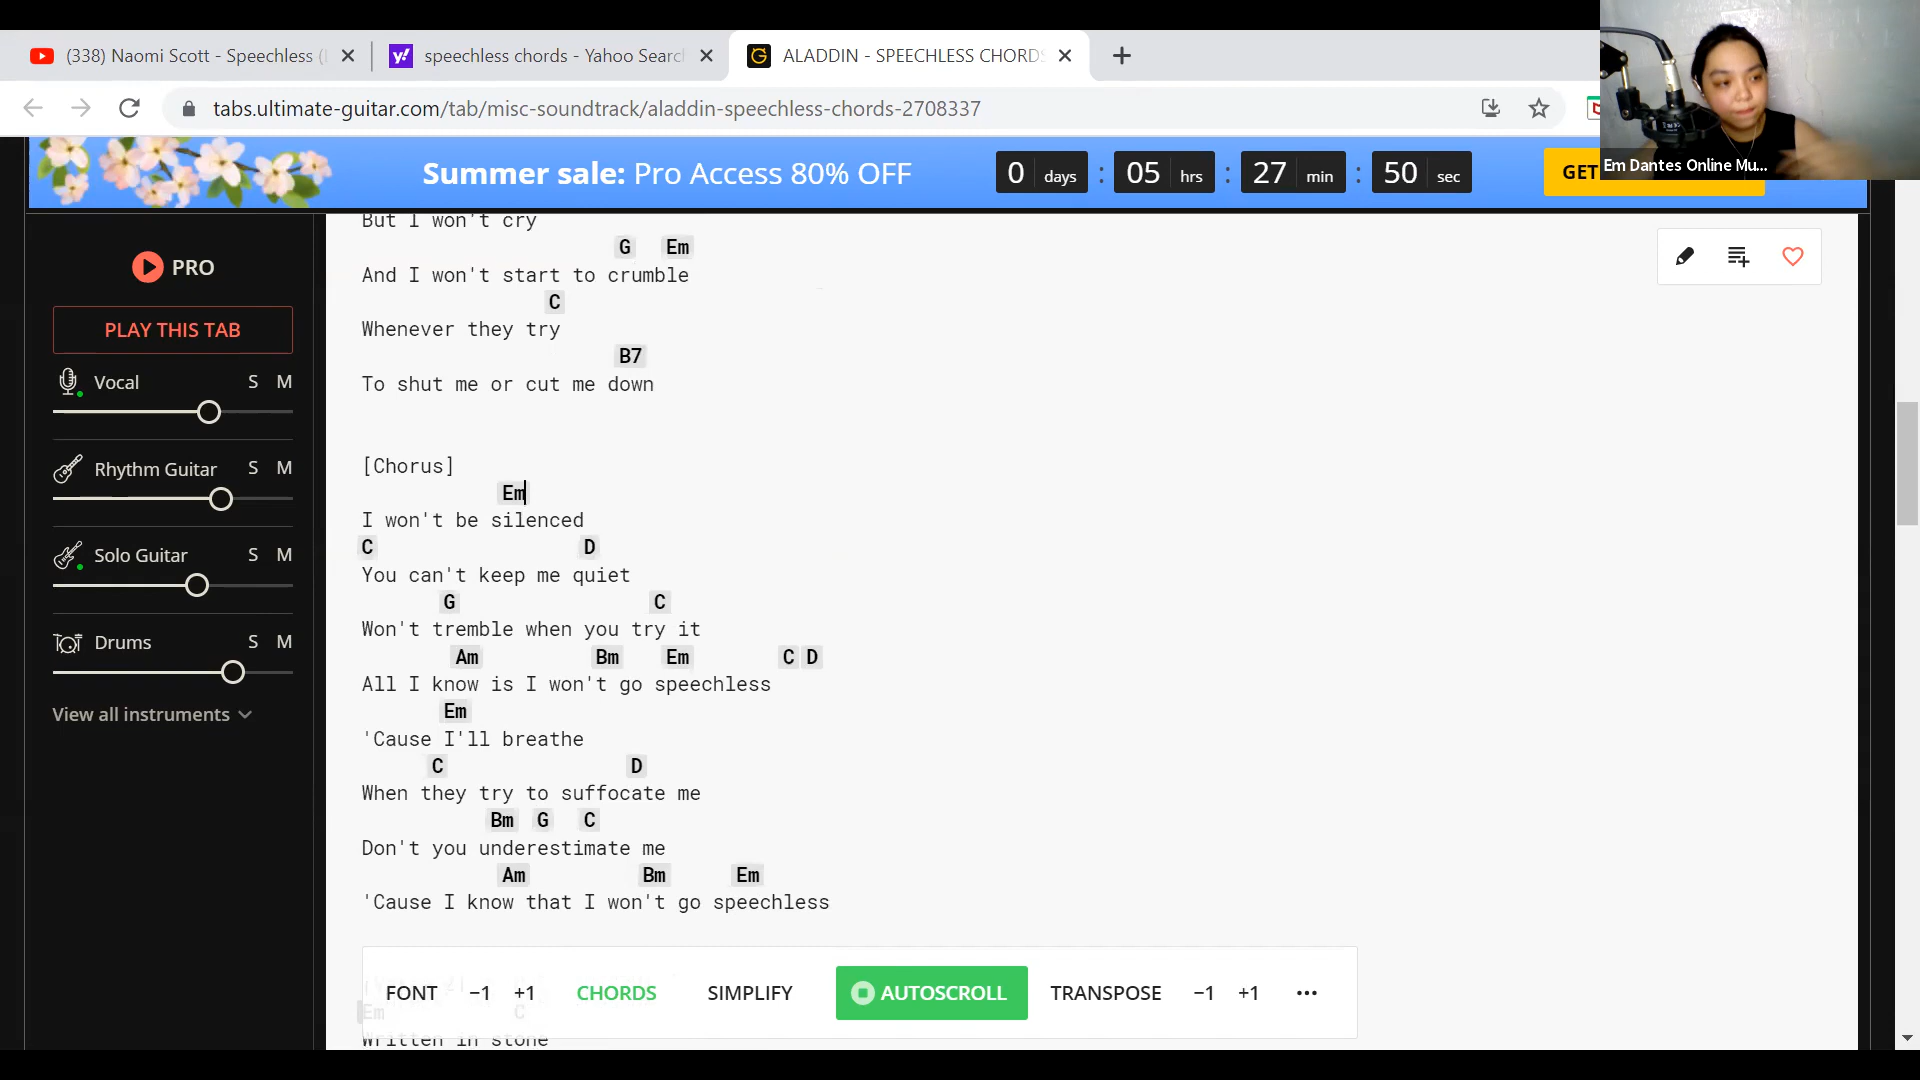 (338) Naomi Scott - Speechless (
speechless chords - Yahoo Searc
ALADDIN - SPEECHLESS CHORDS
tabs.ultimate-guitar.com/tab/misc-soundtrack/aladdin-speechless-chords-2708337
Summer sale: Pro Access 80% OFF
0 days : 05 hrs : 27 min : 50 sec
GET
Em Dantes Online Mu...
PRO
PLAY THIS TAB
Vocal S M
Rhythm Guitar S M
Solo Guitar S M
Drums S M
View all instruments
But I won't cry
G Em
And I won't start to crumble
C
Whenever they try
B7
To shut me or cut me down
[Chorus]
Em
I won't be silenced
C D
You can't keep me quiet
G C
Won't tremble when you try it
Am Bm Em C D
All I know is I won't go speechless
Em
'Cause I'll breathe
C D
When they try to suffocate me
Bm G C
Don't you underestimate me
Am Bm Em
'Cause I know that I won't go speechless
FONT −1 +1 CHORDS SIMPLIFY AUTOSCROLL TRANSPOSE −1 +1 •••
Em C
Written in stone